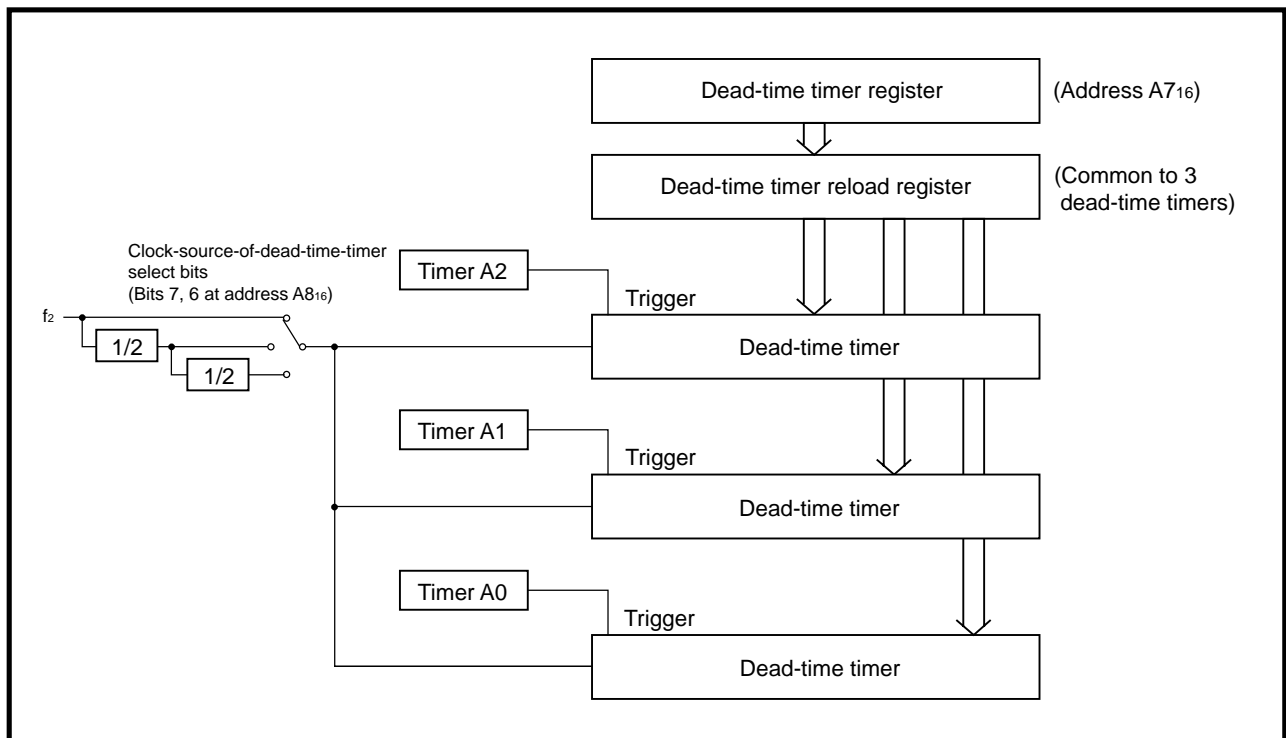 Dead-time timer register
(Address A7₁₆)
Dead-time timer reload register
(Common to 3
dead-time timers)
Clock-source-of-dead-time-timer
select bits
(Bits 7, 6 at address A8₁₆)
f₂
1/2
1/2
Timer A2
Trigger
Dead-time timer
Timer A1
Trigger
Dead-time timer
Timer A0
Trigger
Dead-time timer